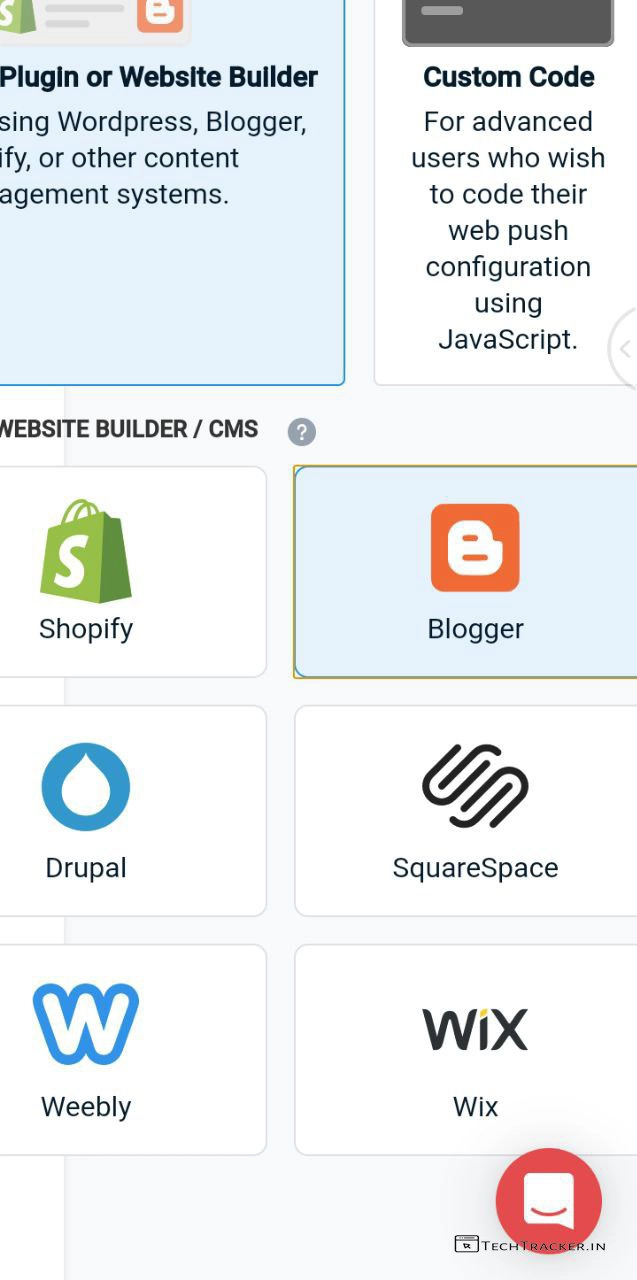 Plugin or Website Builder
sing Wordpress, Blogger,
ify, or other content
agement systems.
Custom Code
For advanced
users who wish
to code their
web push
configuration
using
JavaScript.
WEBSITE BUILDER / CMS ?
Shopify
Blogger
Drupal
SquareSpace
Weebly
WiX
Wix
TECHTRACKER.IN